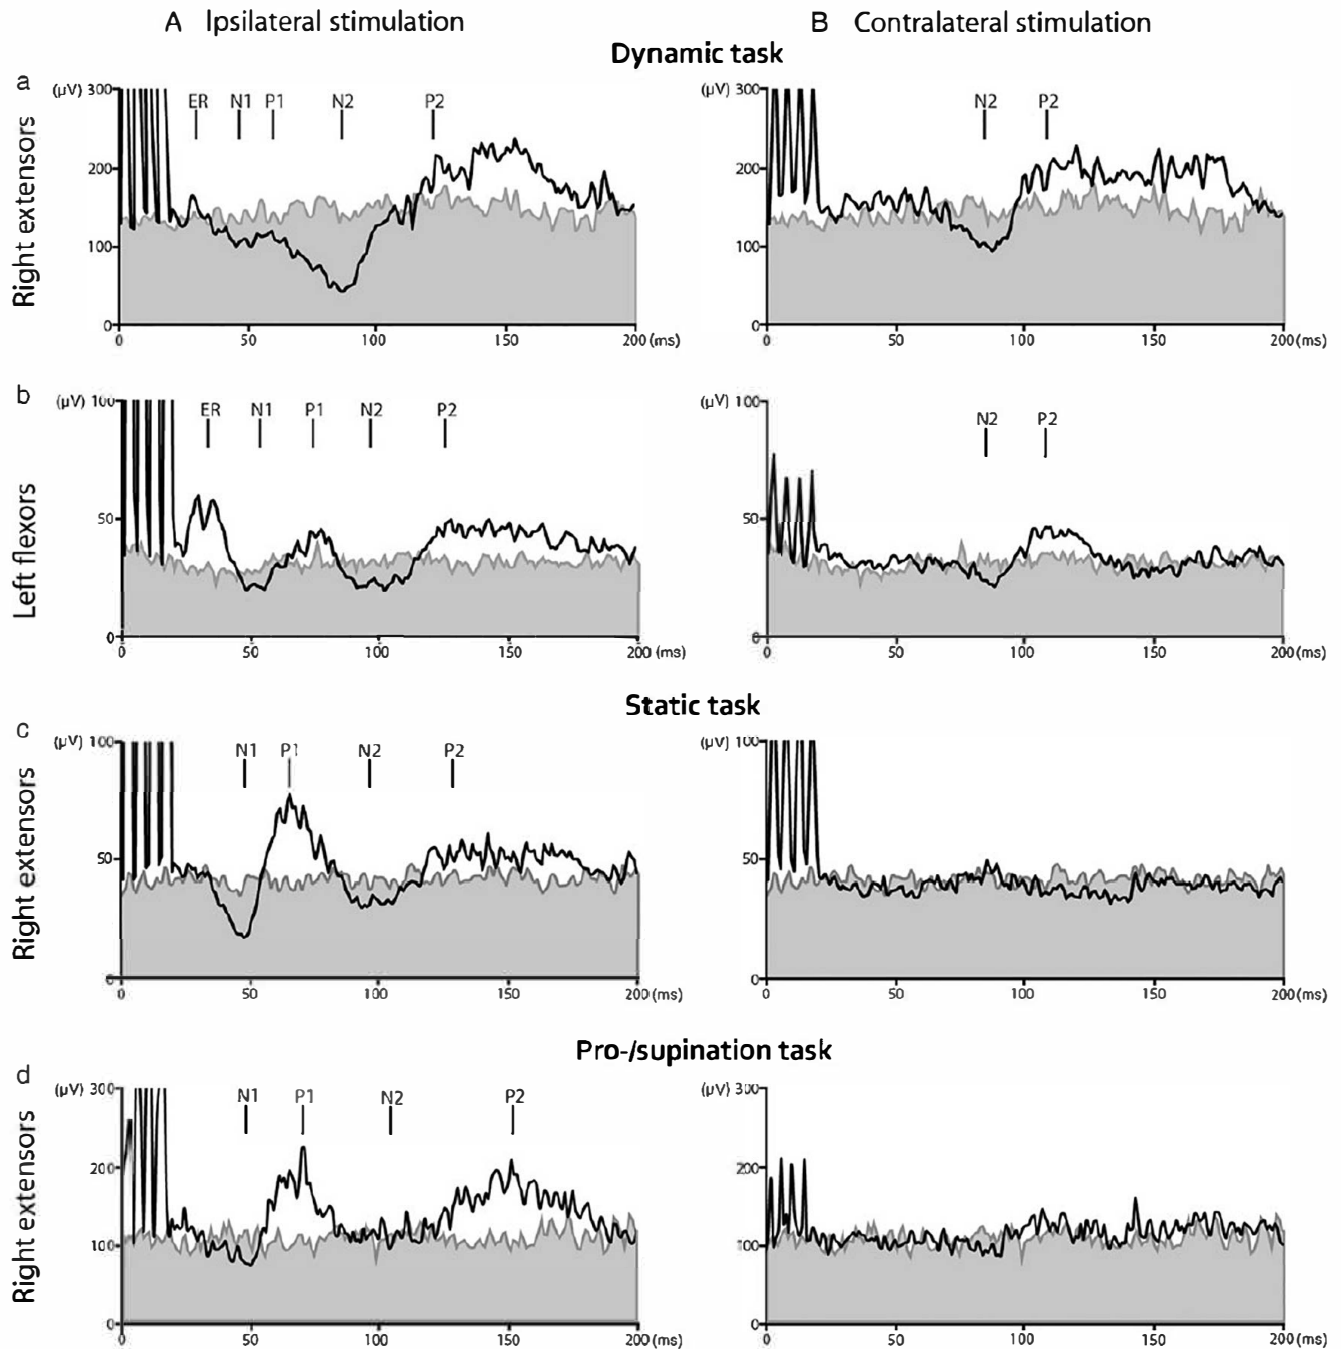 A Ipsilateral stimulation
B Contralateral stimulation
Dynamic task
a
Right extensors
(µV) 300
200
100
0
ER N1 P1 N2 P2
0 50 100 150 200 (ms)
(µV) 300
200
100
0
N2 P2
0 50 100 150 200 (ms)
b
Left flexors
(µV) 100
50
0
ER N1 P1 N2 P2
0 50 100 150 200 (ms)
(µV) 100
50
0
N2 P2
0 50 100 150 200 (ms)
Static task
c
Right extensors
(µV) 100
50
0
N1 P1 N2 P2
0 50 100 150 200 (ms)
(µV) 100
50
0
0 50 100 150 200 (ms)
Pro-/supination task
d
Right extensors
(µV) 300
200
100
0
N1 P1 N2 P2
0 50 100 150 200 (ms)
(µV) 300
200
100
0
0 50 100 150 200 (ms)